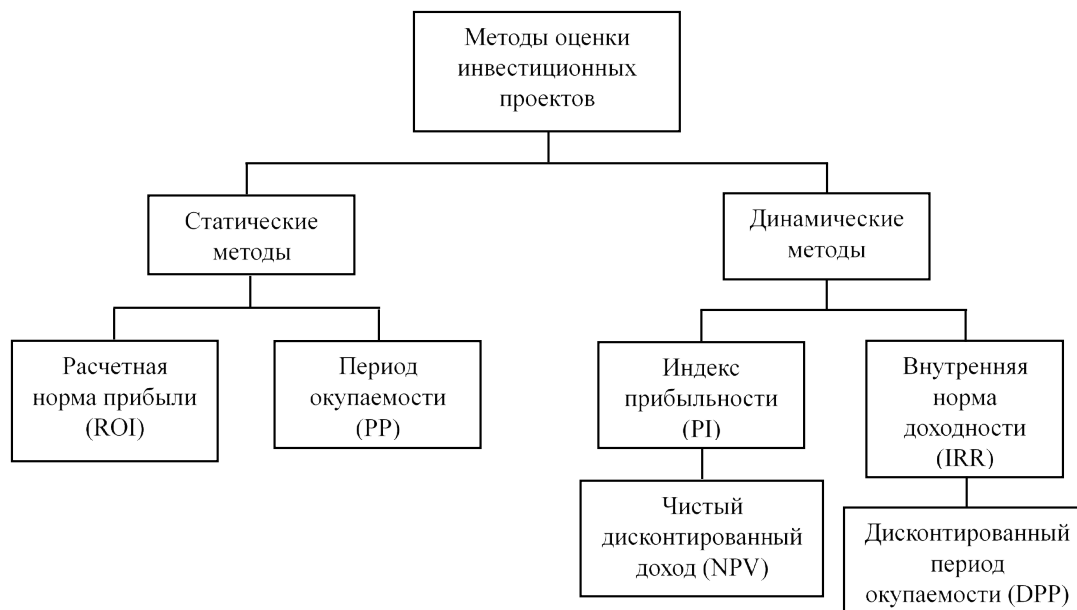 Методы оценки
инвестиционных
проектов
Статические
методы
Динамические
методы
Расчетная
норма прибыли
(ROI)
Период
окупаемости
(PP)
Индекс
прибыльности
(PI)
Внутренняя
норма
доходности
(IRR)
Чистый
дисконтированный
доход (NPV)
Дисконтированный
период
окупаемости (DPP)